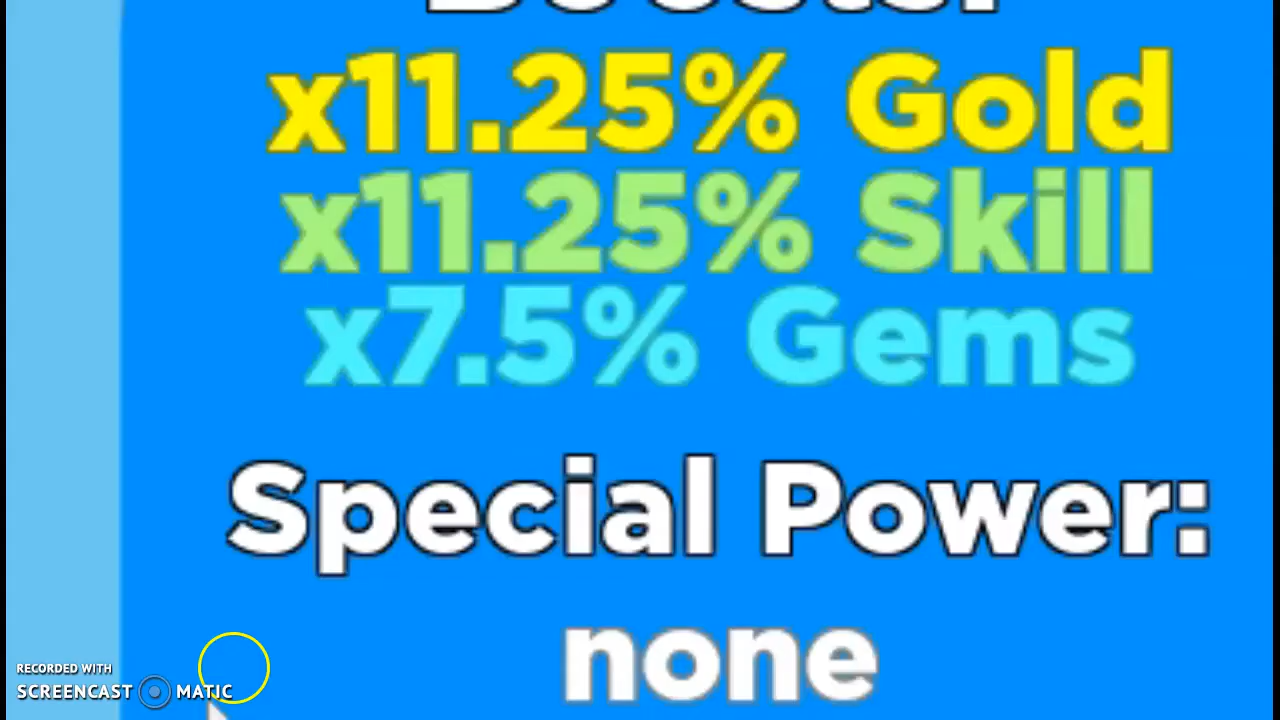 x11.25% Gold
x11.25% Skill
x7.5% Gems
Special Power:
none
RECORDED WITH
SCREENCAST MATIC